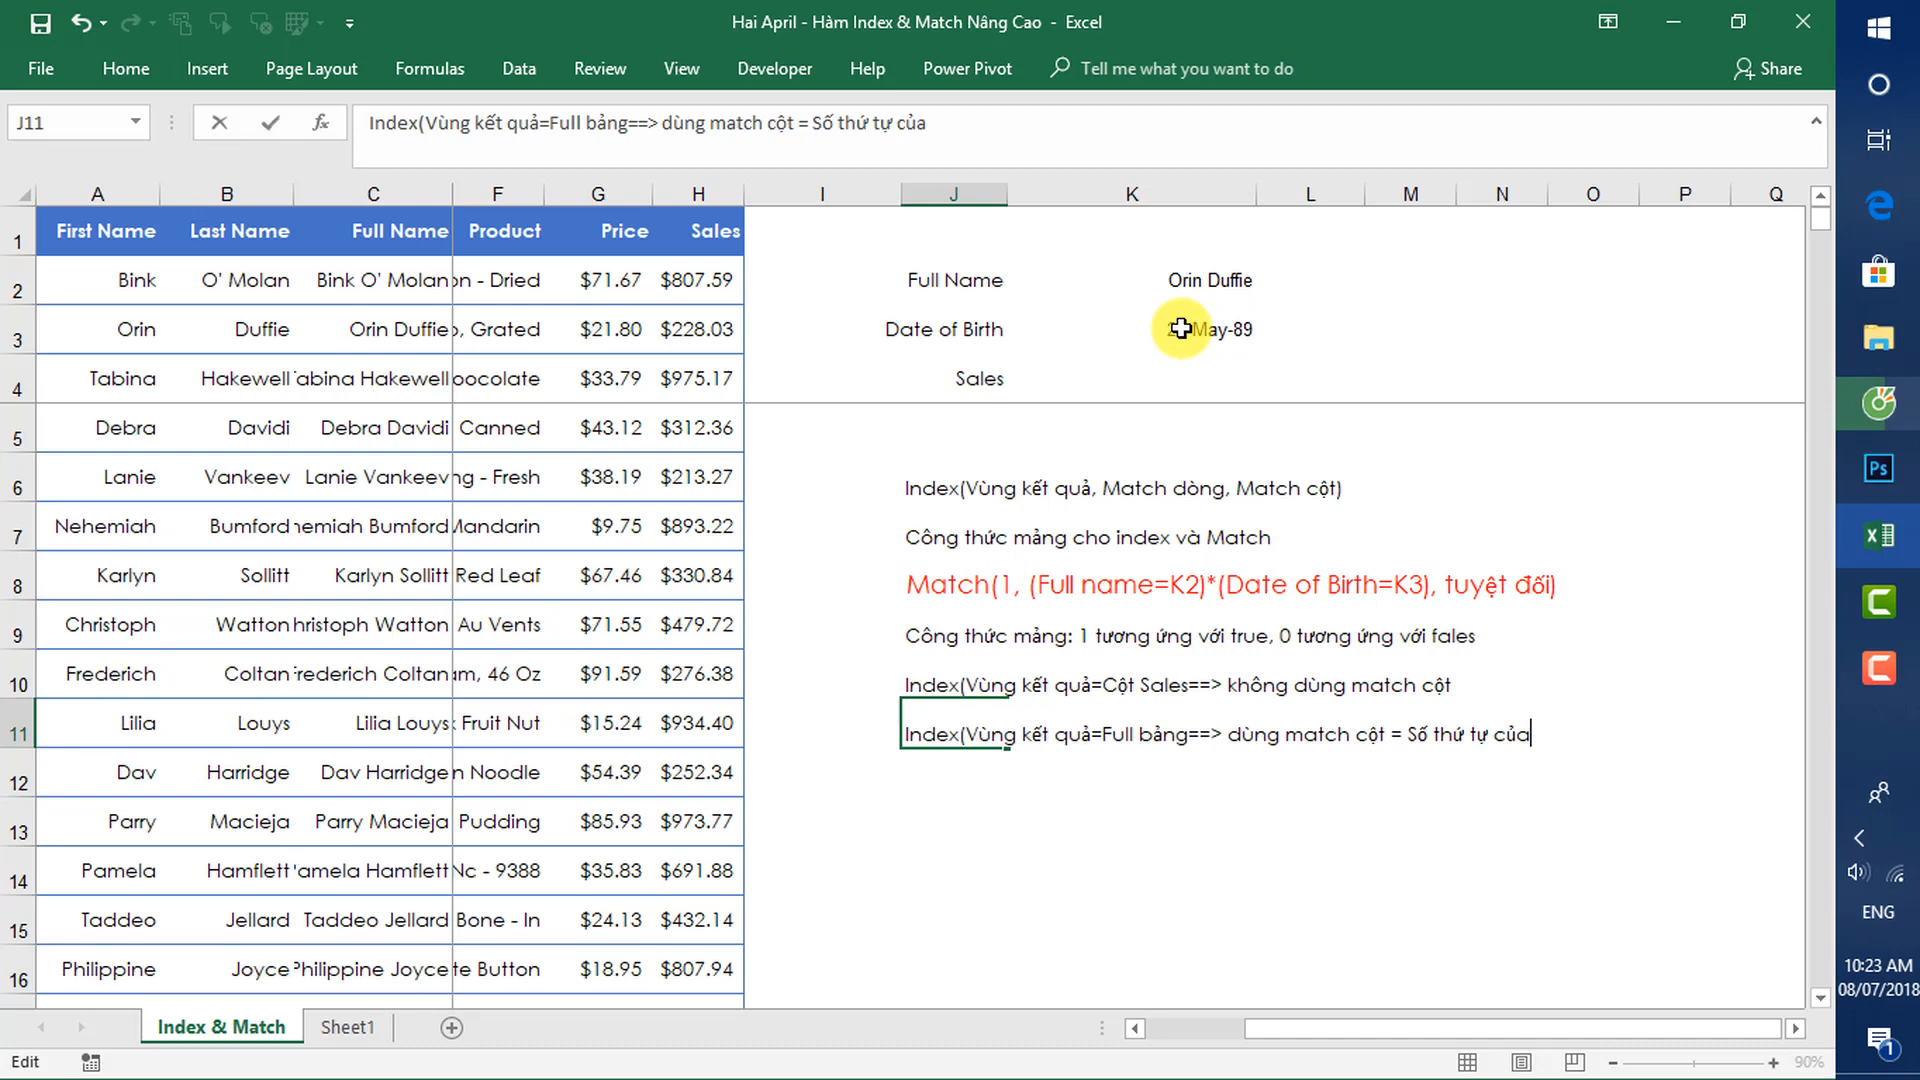 Hai April - Hàm Index & Match Nâng Cao - Excel
File Home Insert Page Layout Formulas Data Review View Developer Help Power Pivot Tell me what you want to do Share
J11 fx Index(Vùng kết quả=Full bảng==> dùng match cột = Số thứ tự của
A B C F G H I J K L M N O P Q
1 First Name Last Name Full Name Product Price Sales
2 Bink O' Molan Bink O' Molan on - Dried $71.67 $807.59 Full Name Orin Duffie
3 Orin Duffie Orin Duffie , Grated $21.80 $228.03 Date of Birth May-89
4 Tabina Hakewell abina Hakewell ocolate $33.79 $975.17 Sales
5 Debra Davidi Debra Davidi Canned $43.12 $312.36
6 Lanie Vankeev Lanie Vankeev ng - Fresh $38.19 $213.27 Index(Vùng kết quả, Match dòng, Match cột)
7 Nehemiah Bumford emiah Bumford Mandarin $9.75 $893.22 Công thức mảng cho index và Match
8 Karlyn Sollitt Karlyn Sollitt Red Leaf $67.46 $330.84 Match(1, (Full name=K2)*(Date of Birth=K3), tuyệt đối)
9 Christoph Watton hristoph Watton Au Vents $71.55 $479.72 Công thức mảng: 1 tương ứng với true, 0 tương ứng với fales
10 Frederich Coltan rederich Coltan m, 46 Oz $91.59 $276.38 Index(Vùng kết quả=Cột Sales==> không dùng match cột
11 Lilia Louys Lilia Louys Fruit Nut $15.24 $934.40 Index(Vùng kết quả=Full bảng==> dùng match cột = Số thứ tự của
12 Dav Harridge Dav Harridge n Noodle $54.39 $252.34
13 Parry Macieja Parry Macieja Pudding $85.93 $973.77
14 Pamela Hamflett amela Hamflett Nc - 9388 $35.83 $691.88
15 Taddeo Jellard Taddeo Jellard Bone - In $24.13 $432.14
16 Philippine Joyce Philippine Joyce te Button $18.95 $807.94
Index & Match Sheet1
Edit 90%
Ps
ENG
10:23 AM
08/07/2018
1